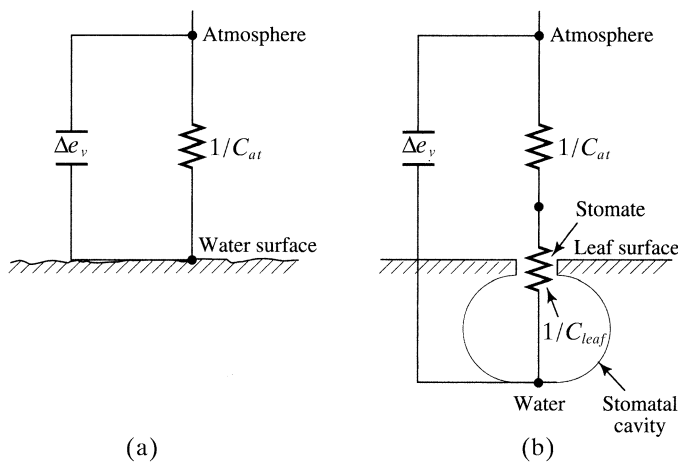 Atmosphere
Δe_v
1/C_at
Water surface
(a)
Atmosphere
Δe_v
1/C_at
Stomate
Leaf surface
1/C_leaf
Water
Stomatal
cavity
(b)